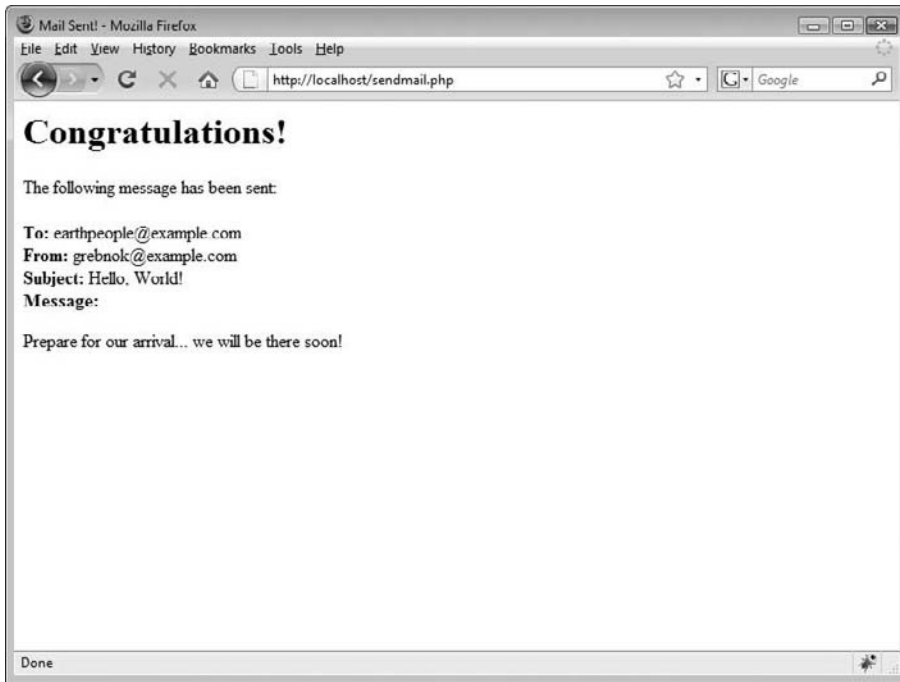 Mail Sent! - Mozilla Firefox
File Edit View History Bookmarks Tools Help
http://localhost/sendmail.php
G Google
Congratulations!
The following message has been sent:
To: earthpeople@example.com
From: grebnok@example.com
Subject: Hello, World!
Message:
Prepare for our arrival... we will be there soon!
Done